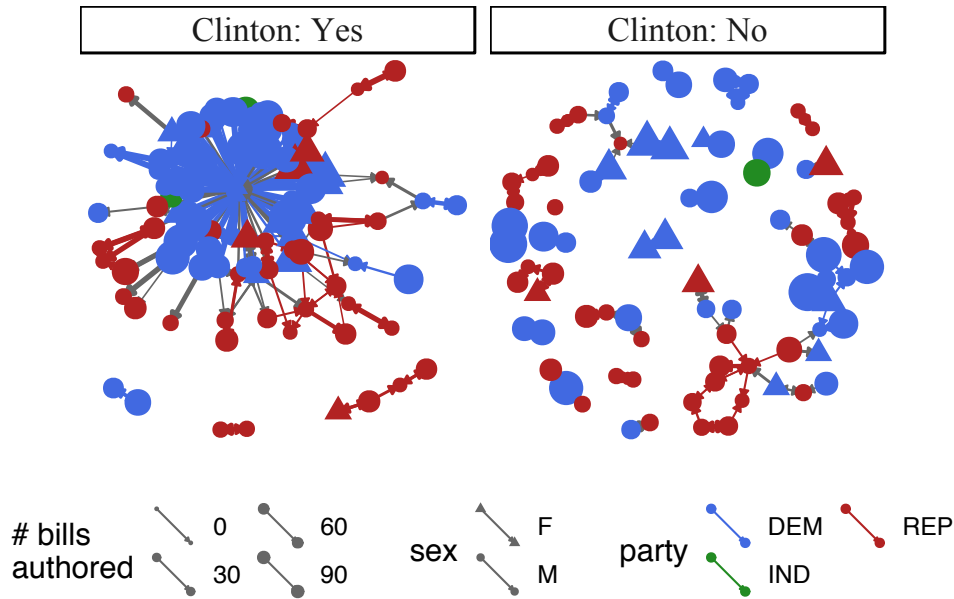 Clinton: Yes
Clinton: No
# bills authored
0
60
30
90
sex
F
M
party
DEM
REP
IND